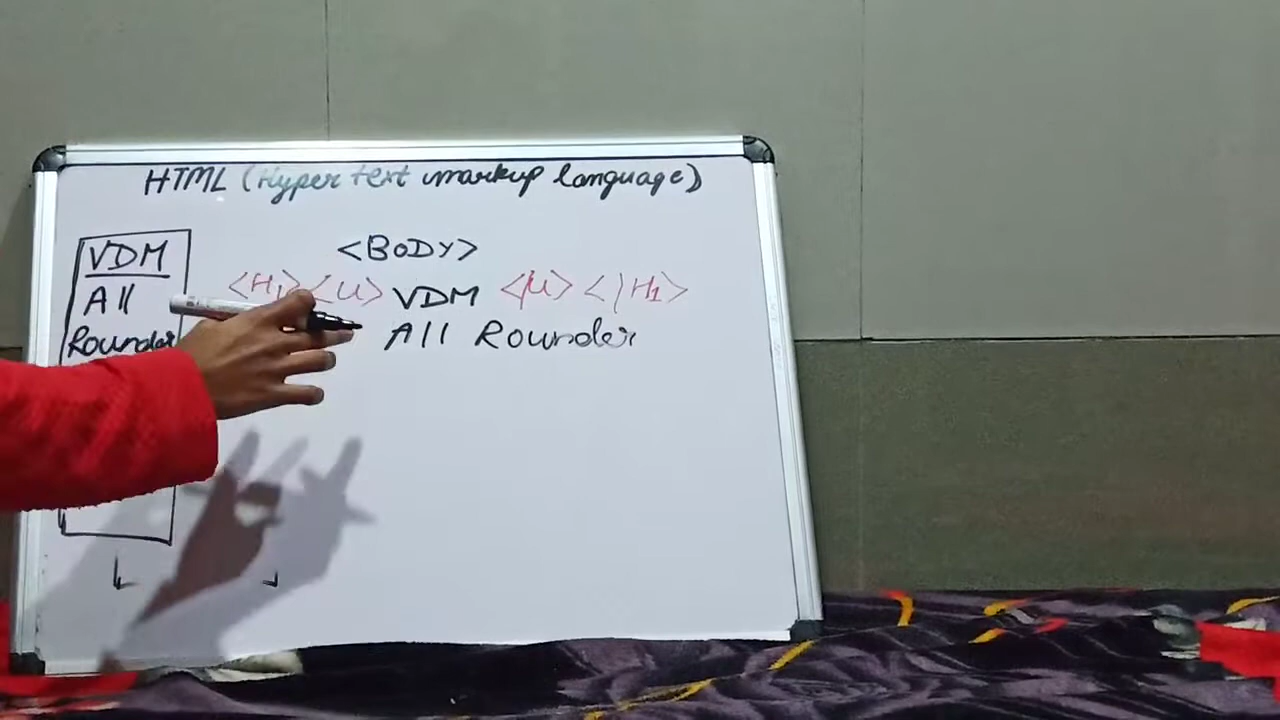 HTML (Hyper text markup language)
<BODY>
<H1> <U> VDM </U> </H1>
All Rounder
VDM
All
Rounder